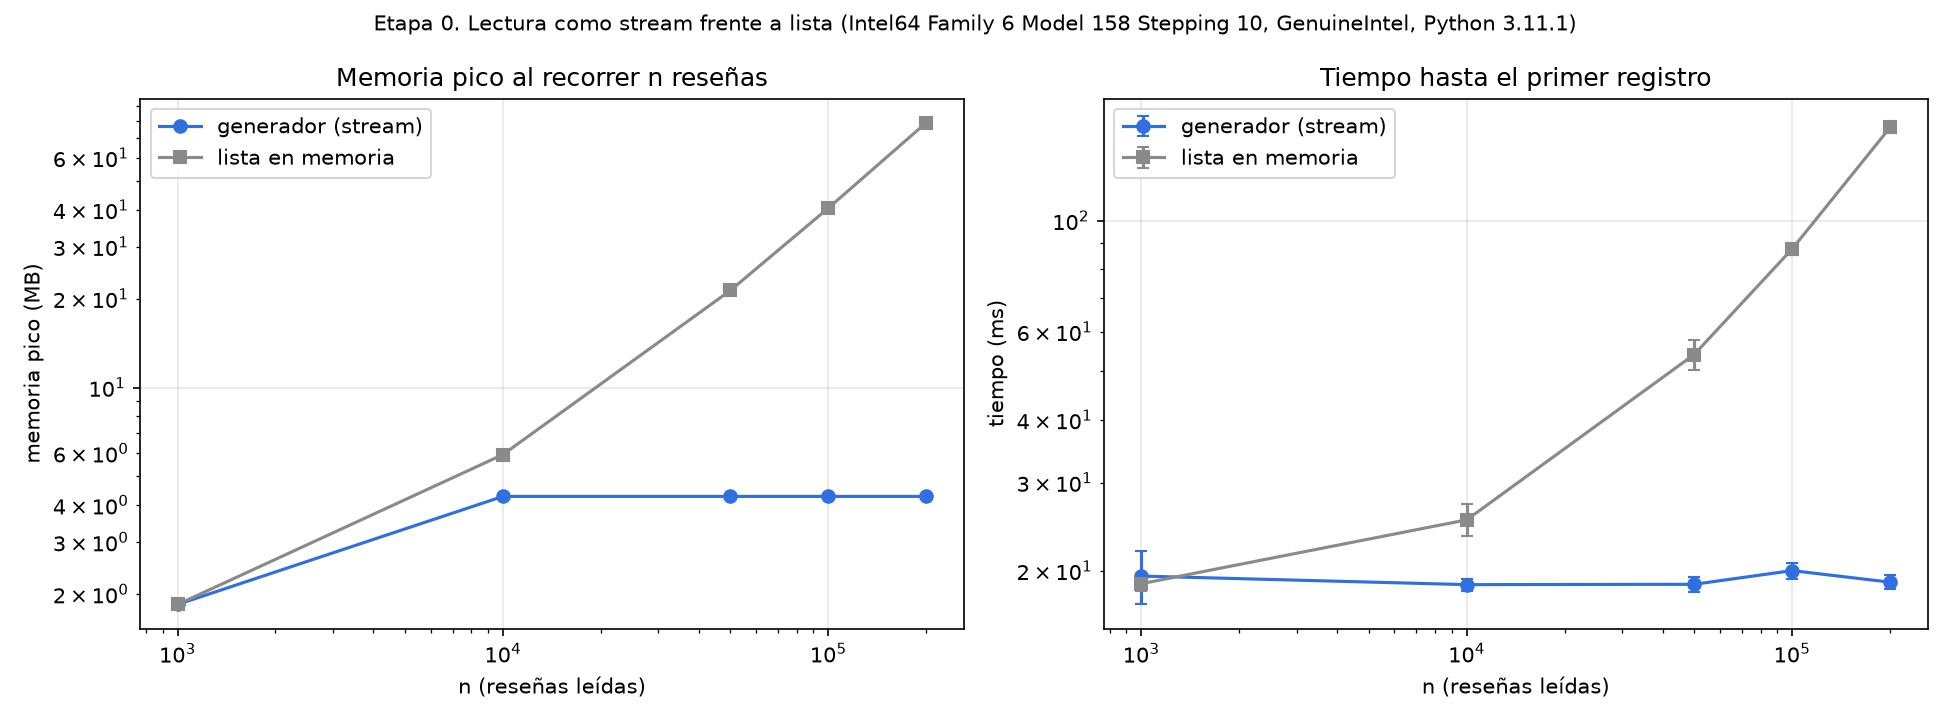 Etapa 0. Lectura como stream frente a lista (Intel64 Family 6 Model 158 Stepping 10, GenuineIntel, Python 3.11.1)
Memoria pico al recorrer n reseñas
generador (stream)
lista en memoria
6 × 10¹
4 × 10¹
3 × 10¹
2 × 10¹
10¹
6 × 10⁰
4 × 10⁰
3 × 10⁰
2 × 10⁰
memoria pico (MB)
10³ 10⁴ 10⁵
n (reseñas leídas)
Tiempo hasta el primer registro
generador (stream)
lista en memoria
10²
6 × 10¹
4 × 10¹
3 × 10¹
2 × 10¹
tiempo (ms)
10³ 10⁴ 10⁵
n (reseñas leídas)